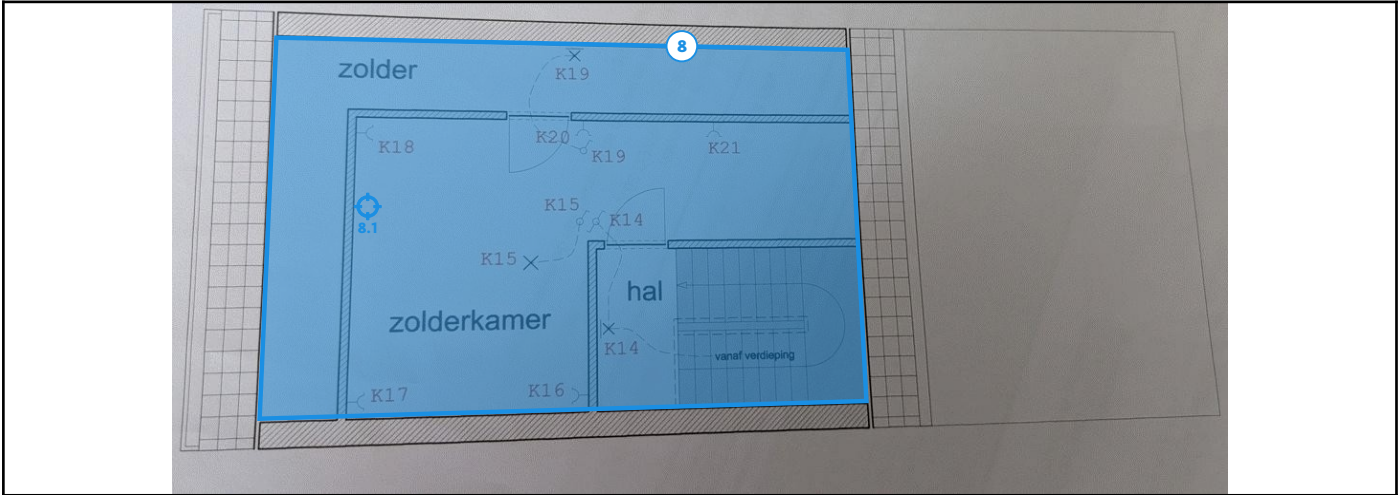 8
zolder
K19
K20
K18
K19
K21
8.1
K15
K14
K15
hal
zolderkamer
K14
vanaf verdieping
K17
K16